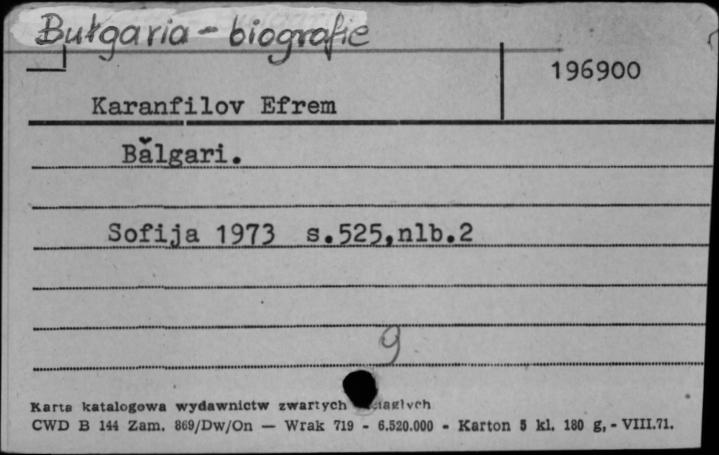 Bułgaria - biografie
196900
Karanfilov Efrem
Bǎlgari.
Sofija 1973 s.525,nlb.2
9
Karta katalogowa wydawnictw zwartych
CWD B 144 Zam. 869/Dw/On — Wrak 719 - 6.520.000 - Karton 5 kl. 180 g, - VIII.71.